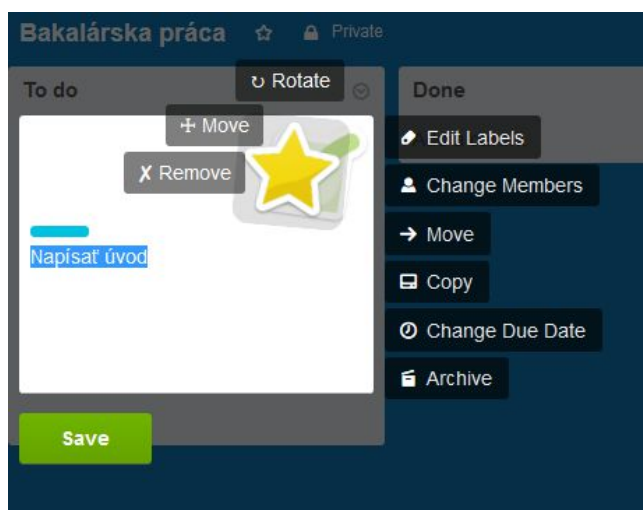 Bakalárska práca Private
To do
Rotate
Move
Remove
Napísať úvod
Save
Done
Edit Labels
Change Members
Move
Copy
Change Due Date
Archive